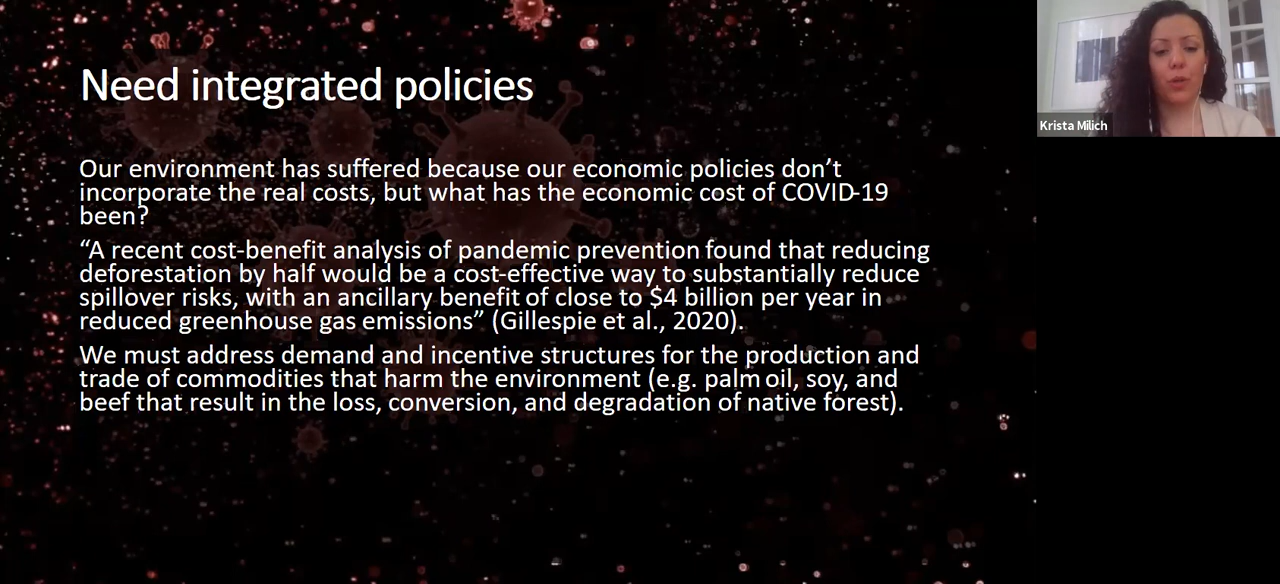 Need integrated policies
Our environment has suffered because our economic policies don’t
incorporate the real costs, but what has the economic cost of COVID-19
been?
“A recent cost-benefit analysis of pandemic prevention found that reducing
deforestation by half would be a cost-effective way to substantially reduce
spillover risks, with an ancillary benefit of close to $4 billion per year in
reduced greenhouse gas emissions” (Gillespie et al., 2020).
We must address demand and incentive structures for the production and
trade of commodities that harm the environment (e.g. palm oil, soy, and
beef that result in the loss, conversion, and degradation of native forest).
Krista Milich